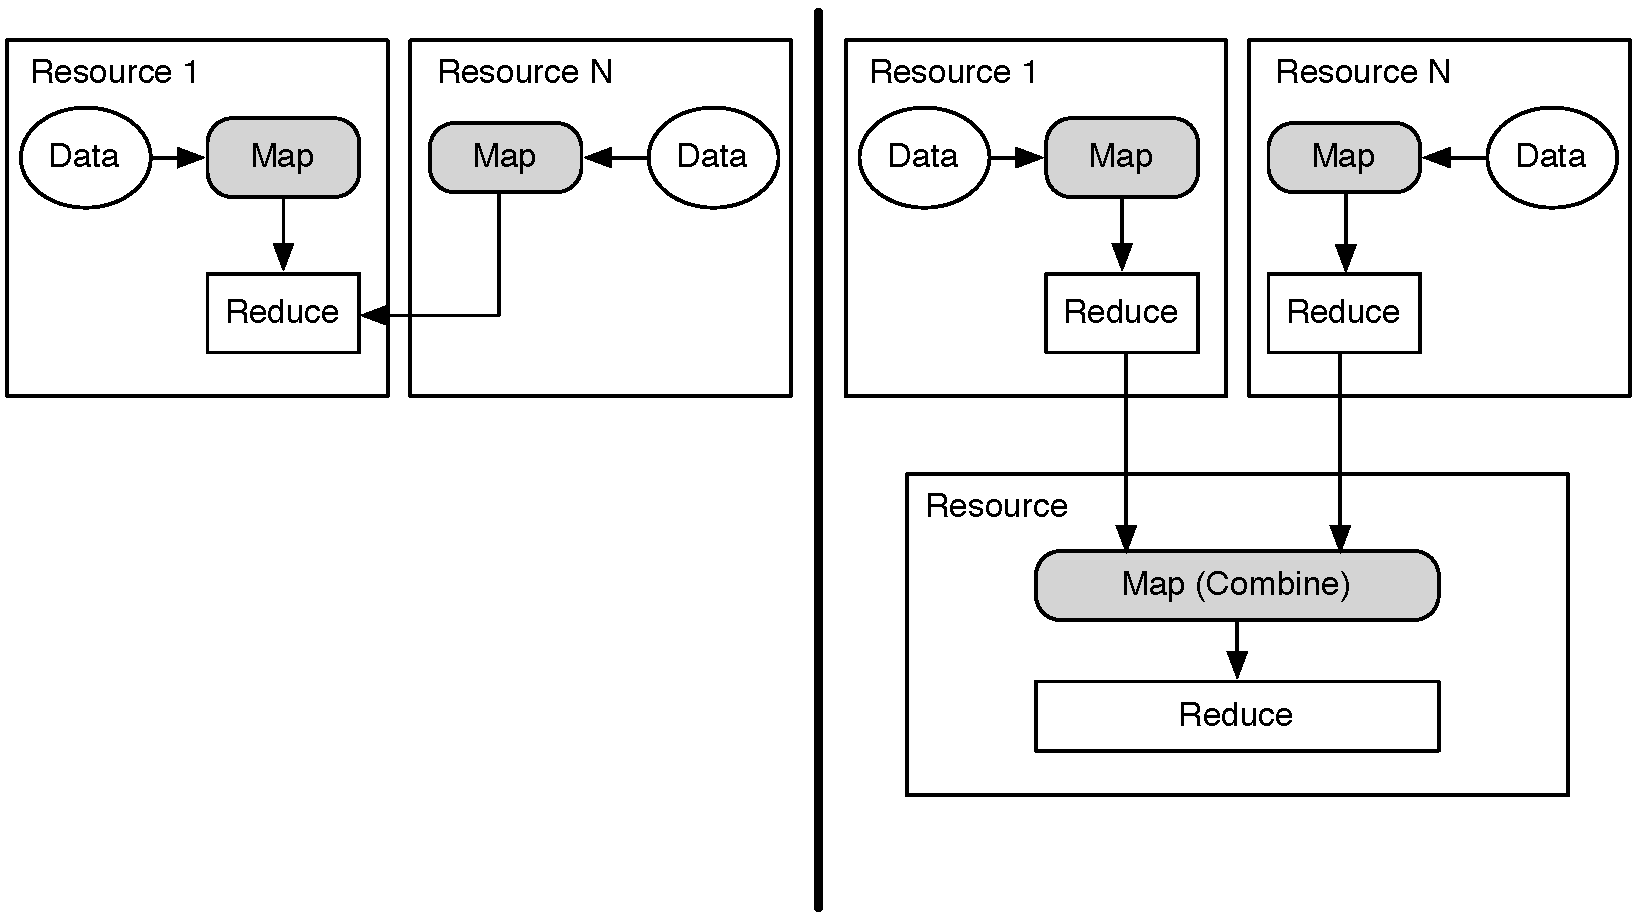 Resource 1
Data
Map
Reduce
Resource N
Map
Data
Resource 1
Data
Map
Reduce
Resource N
Map
Data
Reduce
Resource
Map (Combine)
Reduce